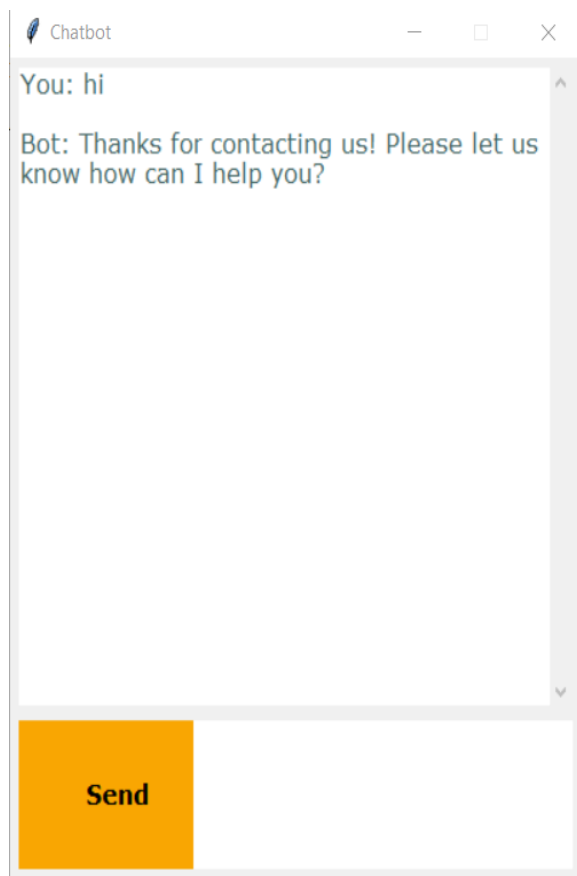 Chatbot
You: hi
Bot: Thanks for contacting us! Please let us
know how can I help you?
Send